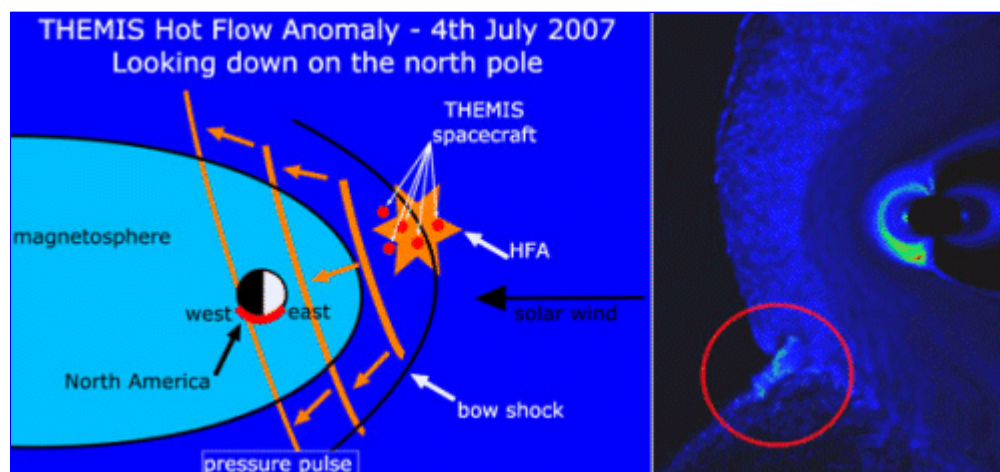 THEMIS Hot Flow Anomaly - 4th July 2007
Looking down on the north pole
THEMIS
spacecraft
magnetosphere
HFA
west
east
solar wind
North America
bow shock
pressure pulse